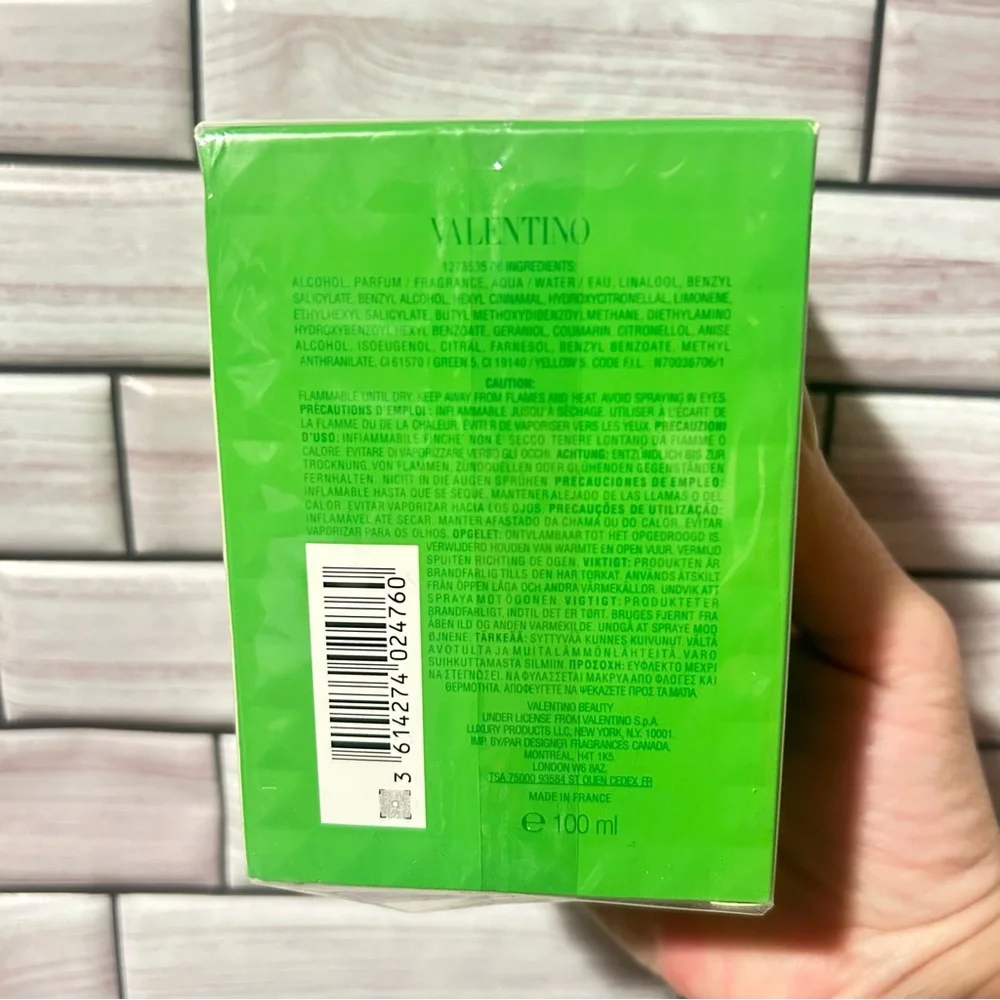 VALENTINO
INGREDIENTS:
ALCOHOL, PARFUM / FRAGRANCE, AQUA / WATER / EAU, LINALOOL, BENZYL
SALICYLATE, BENZYL ALCOHOL, HEXYL CINNAMAL, HYDROXYCITRONELLAL, LIMONENE,
ETHYLHEXYL SALICYLATE, BUTYL METHOXYDIBENZOYLMETHANE, DIETHYLAMINO
HYDROXYBENZOYL HEXYL BENZOATE, GERANIOL, COUMARIN, CITRONELLOL, ANISE
ALCOHOL, ISOEUGENOL, CITRAL, FARNESOL, BENZYL BENZOATE, METHYL
ANTHRANILATE, CI 61570 / GREEN 5, CI 19140 / YELLOW 5. CODE F.I.L. N70036706/1
CAUTION:
FLAMMABLE UNTIL DRY. KEEP AWAY FROM FLAMES AND HEAT. AVOID SPRAYING IN EYES.
PRÉCAUTIONS D'EMPLOI : INFLAMMABLE JUSQU'À SÉCHAGE. UTILISER À L'ÉCART DE
LA FLAMME OU DE LA CHALEUR. ÉVITER DE VAPORISER VERS LES YEUX. PRECAUZIONI
D'USO: INFIAMMABILE FINCHE' NON E' SECCO TENERE LONTANO DA FIAMME O
CALORE. EVITARE DI VAPORIZZARE VERSO GLI OCCHI. ACHTUNG: ENTZÜNDLICH BIS ZUR
TROCKNUNG. VON FLAMMEN, ZÜNDQUELLEN ODER GLÜHENDEN GEGENSTÄNDEN
FERNHALTEN. NICHT IN DIE AUGEN SPRÜHEN PRECAUCIONES DE EMPLEO:
INFLAMABLE HASTA QUE SE SEQUE. MANTENER ALEJADO DE LAS LLAMAS O DEL
CALOR. EVITAR VAPORIZAR HACIA LOS OJOS. PRECAUÇÕES DE UTILIZAÇÃO:
INFLAMÁVEL ATÉ SECAR. MANTER AFASTADO DA CHAMA OU DO CALOR. EVITAR
VAPORIZAR PARA OS OLHOS. OPGELET: ONTVLAMBAAR TOT HET OPGEDROOGD IS.
VERWIJDERD HOUDEN VAN WARMTE EN OPEN VUUR. VERMIJD
SPUITEN RICHTING DE OGEN. VIKTIGT: PRODUKTEN ÄR
BRANDFARLIG TILLS DEN HAR TORKAT. ANVÄNDS ÅTSKILT
FRÅN ÖPPEN LÅGA OCH ANDRA VÄRMEKÄLLOR. UNDVIK ATT
SPRAYA MOT ÖGONEN. VIGTIGT: PRODUKTET ER
BRANDFARLIGT, INDTIL DET ER TØRT. BRUGES FJERNT FRA
ÅBEN ILD OG ANDEN VARMEKILDE. UNDGÅ AT SPRAYE MOD
ØJNENE. TÄRKEÄÄ: SYTTYVÄÄ KUNNES KUIVUNUT. VÄLTÄ
AVOTULTA JA MUITA LÄMMÖNLÄHTEITÄ. VARO
SUIHKUTTAMASTA SILMIIN. ΠΡΟΣΟΧΗ: ΕΥΦΛΕΚΤΟ ΜΕΧΡΙ
ΝΑ ΣΤΕΓΝΩΣΕΙ. ΝΑ ΦΥΛΑΣΣΕΤΑΙ ΜΑΚΡΥΑ ΑΠΟ ΦΛΟΓΕΣ ΚΑΙ
ΘΕΡΜΟΤΗΤΑ. ΑΠΟΦΕΥΓΕΤΕ ΝΑ ΨΕΚΑΖΕΤΕ ΠΡΟΣ ΤΑ ΜΑΤΙΑ.
3 614274 024760
VALENTINO BEAUTY
UNDER LICENSE FROM VALENTINO S.p.A.
LUXURY PRODUCTS LLC, NEW YORK, N.Y. 10001.
IMP. BY/PAR DESIGNER FRAGRANCES CANADA,
MONTRÉAL, H4T 1K5.
LONDON W6 8AZ.
TSA 75000 93584 ST OUEN CEDEX FR
MADE IN FRANCE
℮ 100 ml